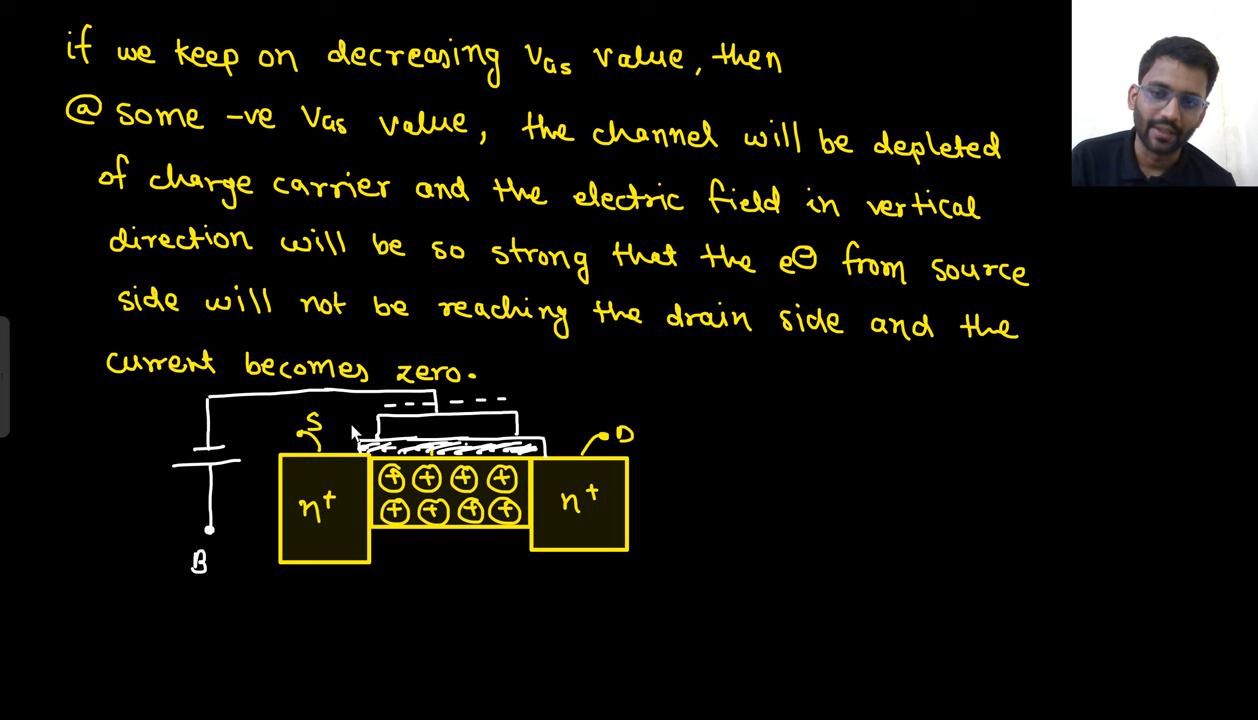 if we keep on decreasing VGS value, then
@ some -ve VGS value, the channel will be depleted
of charge carrier and the electric field in vertical
direction will be so strong that the e⊖ from source
side will not be reaching the drain side and the
current becomes zero.
- - - - - -
S
D
n+
+ + + +
+ + + +
n+
B